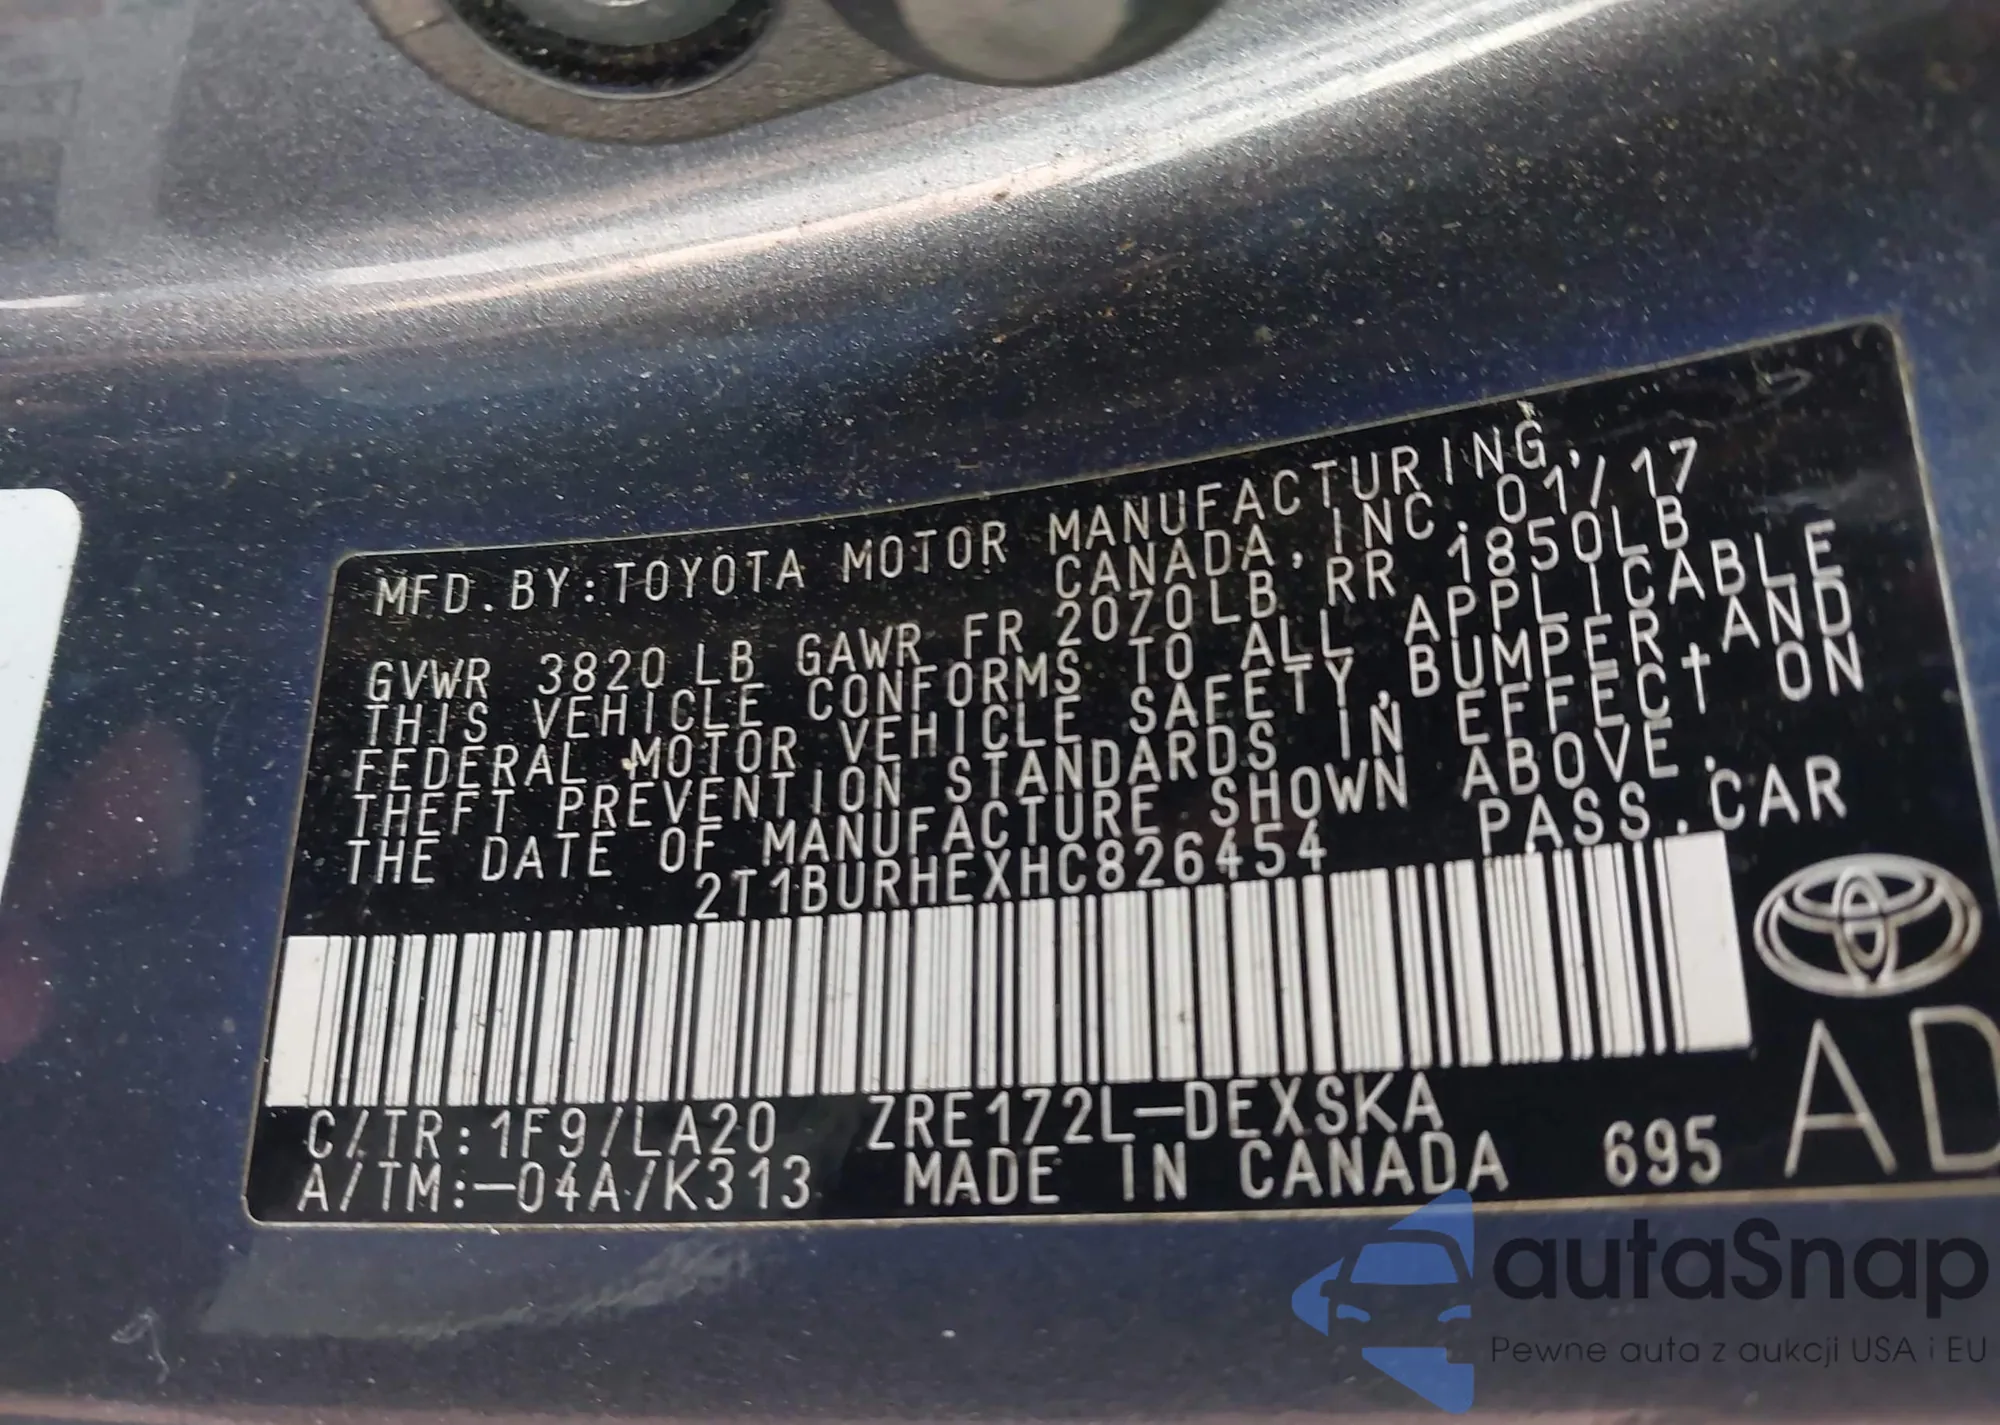 MFD. BY: TOYOTA MOTOR MANUFACTURING,
CANADA, INC. 01/17
GVWR 3820 LB GAWR FR 2070LB RR 1850LB
THIS VEHICLE CONFORMS TO ALL APPLICABLE
FEDERAL MOTOR VEHICLE SAFETY, BUMPER AND
THEFT PREVENTION STANDARDS IN EFFECT ON
THE DATE OF MANUFACTURE SHOWN ABOVE.
2T1BURHEXHC826454 PASS. CAR
C/TR: 1F9/LA20 ZRE172L-DEXSKA
A/TM:-04A/K313 MADE IN CANADA 695 AD
autaSnap
Pewne auta z aukcji USA i EU